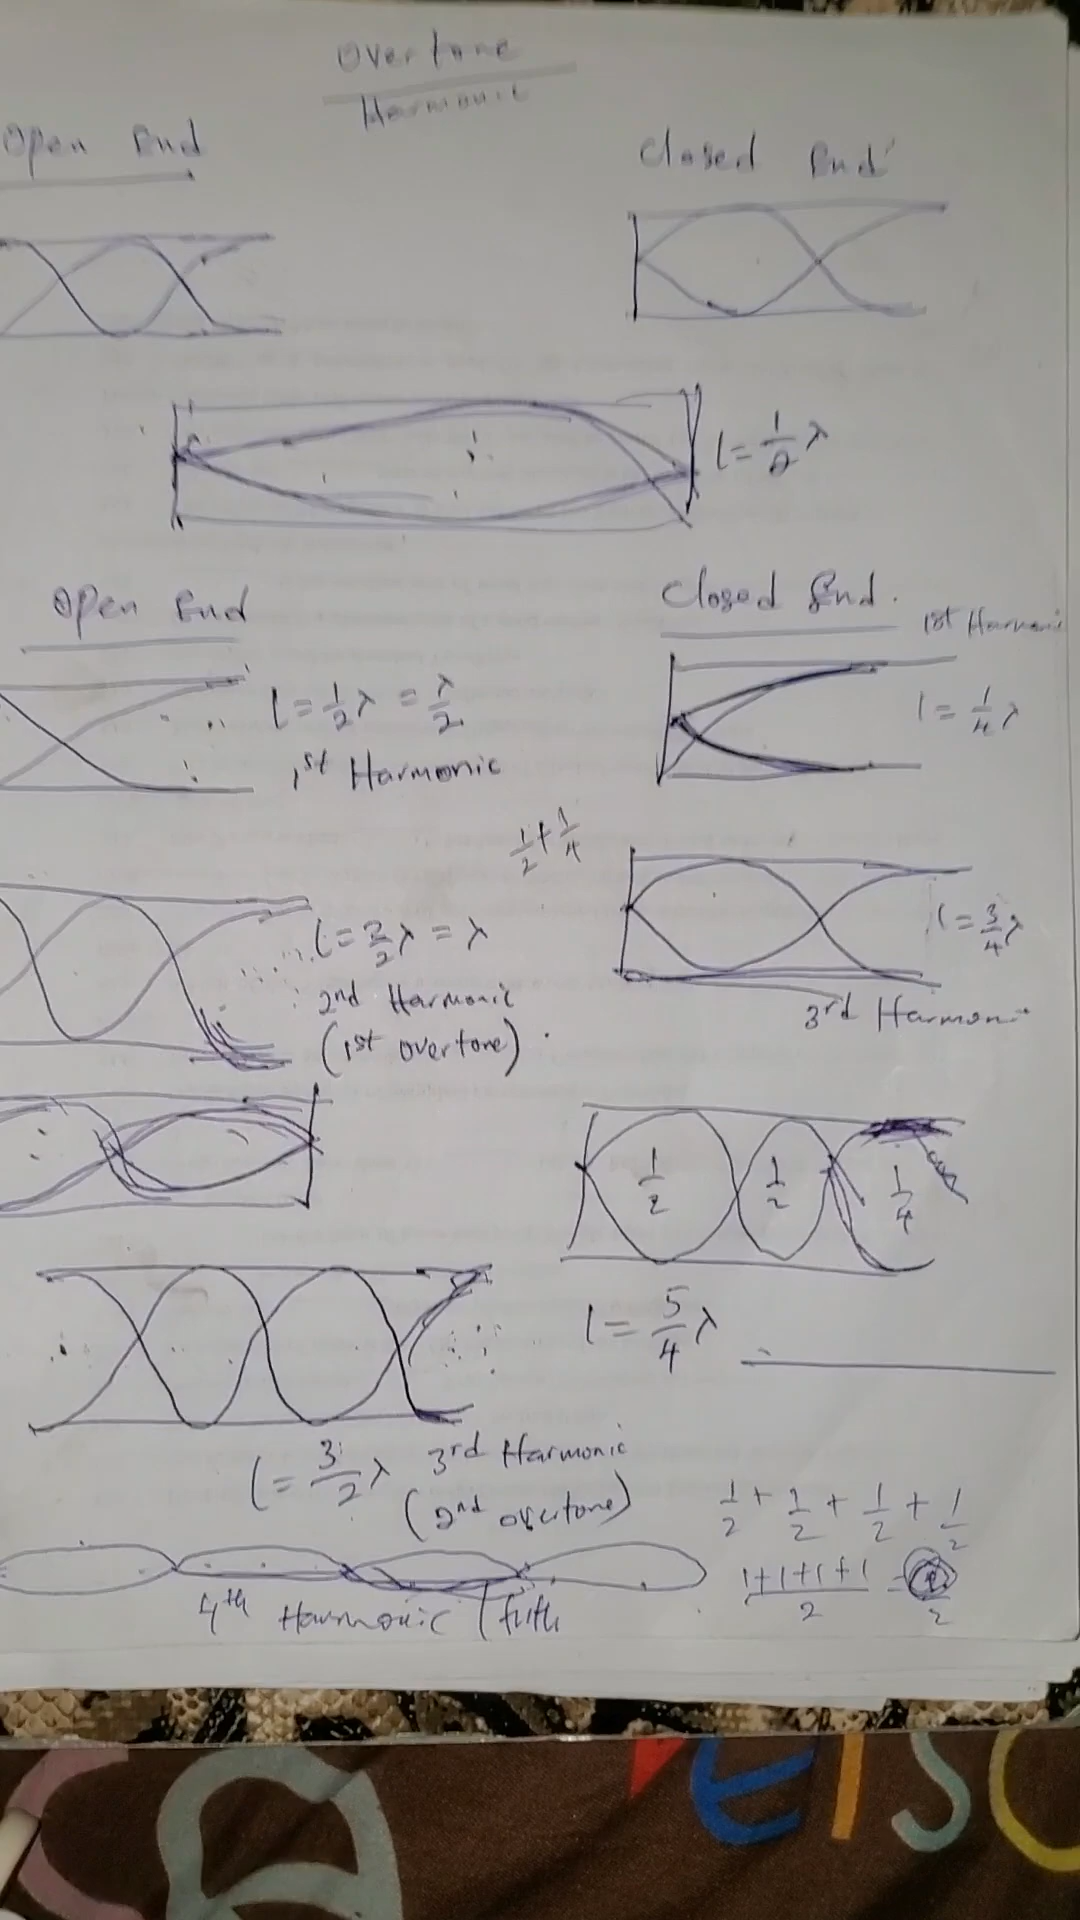 Overtone
Harmonic
Open End
Closed End
l = 1/2 λ
Open End
Closed End.
1st Harmonic
l = 1/2 λ = λ/2
1st Harmonic
l = 1/4 λ
1/2 + 1/4
l = 2/2 λ = λ
2nd Harmonic
(1st overtone)
l = 3/4 λ
3rd Harmon
1/2 1/2 1/4
l = 5/4 λ
l = 3/2 λ 3rd Harmonic
(2nd overtone)
1/2 + 1/2 + 1/2 + 1/2
1+1+1+1/2 =
4th Harmonic
EISO